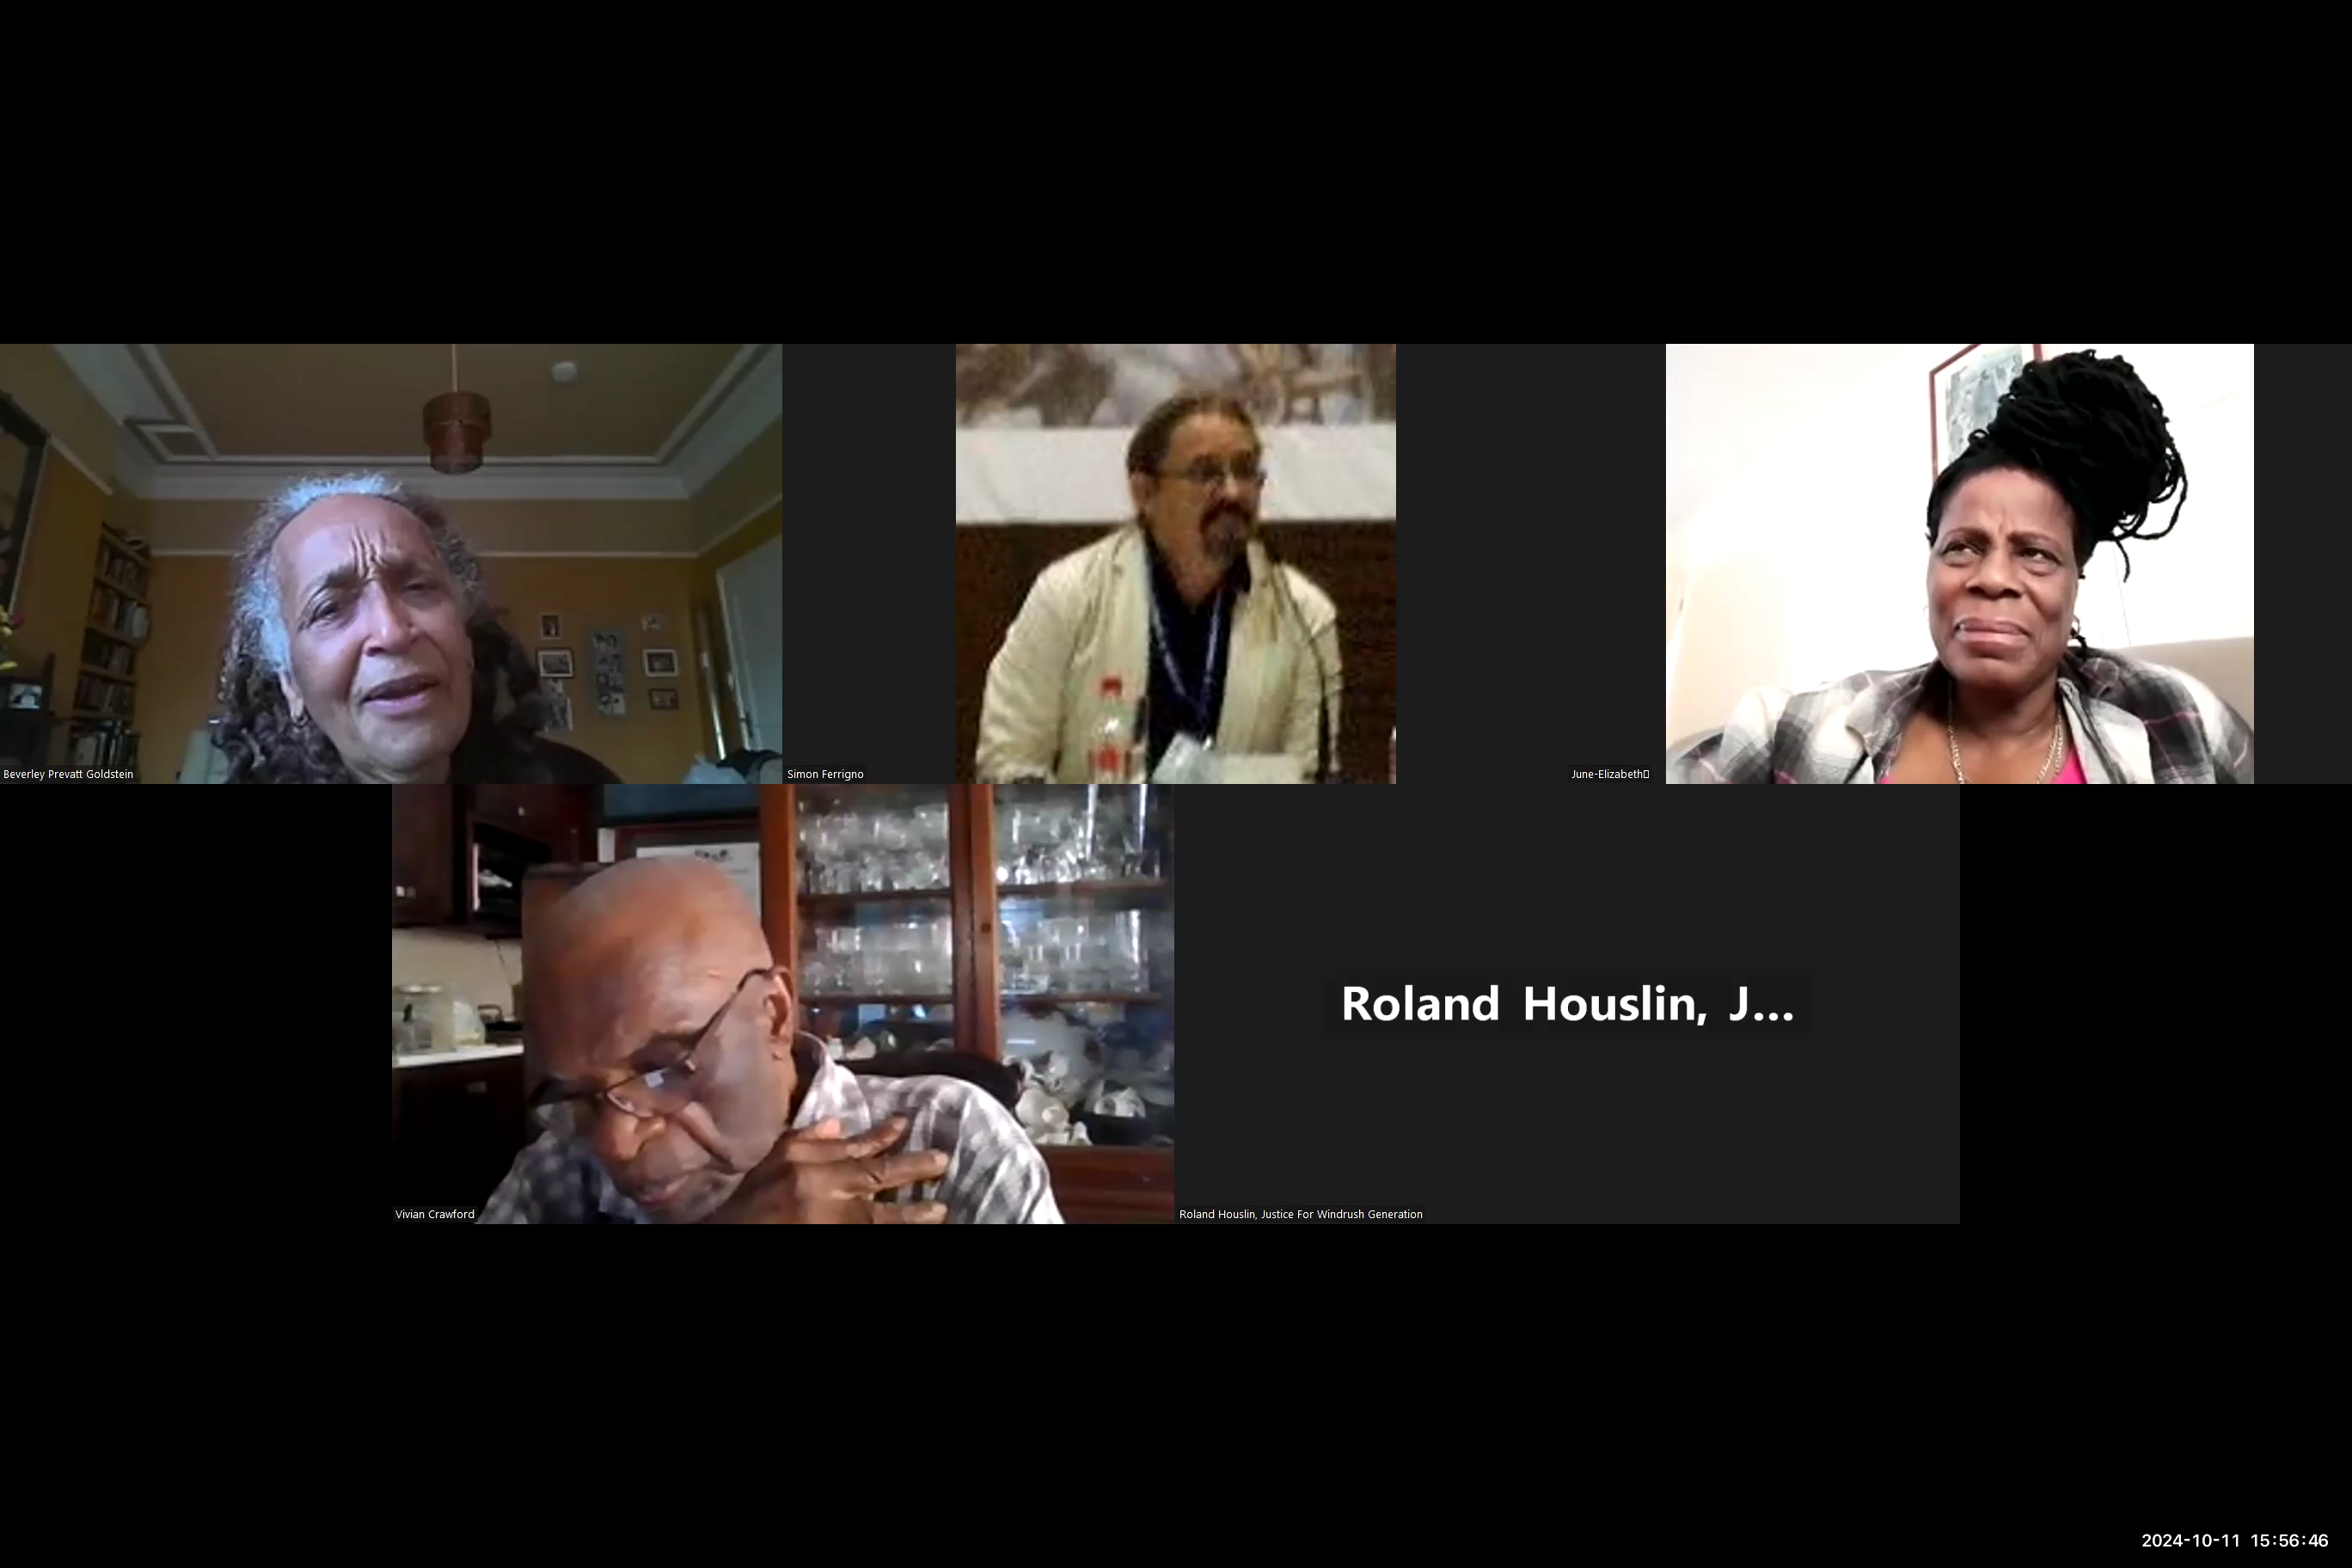 Beverley Prevatt Goldstein
Simon Ferrigno
June-Elizabeth
Roland Houslin, J...
Vivian Crawford
Roland Houslin, Justice For Windrush Generation
2024-10-11 15:56:46